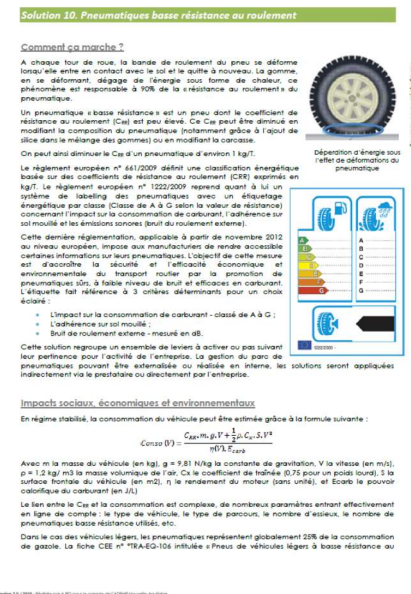 Solution 10. Pneumatiques basse résistance au roulement
Comment ça marche ?
A chaque tour de roue, la bande de roulement du pneu se déforme
lorsqu'elle entre en contact avec le sol et le quitte à nouveau. La gomme,
en se déformant, dégage de l'énergie sous forme de chaleur, ce
phénomène est responsable à 90% de la « résistance au roulement » du
pneumatique.
Un pneumatique « basse résistance » est un pneu dont le coefficient de
résistance au roulement (CRR) est peu élevé. Ce CRR peut être diminué en
modifiant la composition du pneumatique (notamment grâce à l'ajout de
silice dans le mélange des gommes) ou en modifiant la carcasse.
On peut ainsi diminuer le CRR d'un pneumatique d'environ 1 kg/T.
Déperdition d'énergie sous
l'effet de déformations du
pneumatique
Le règlement européen n° 661/2009 définit une classification énergétique
basée sur des coefficients de résistance au roulement (CRR) exprimés en
kg/T. Le règlement européen n° 1222/2009 reprend quant à lui un
système de labelling des pneumatiques avec un étiquetage
énergétique par classe (Classe de A à G selon la valeur de résistance)
concernant l'impact sur la consommation de carburant, l'adhérence sur
sol mouillé et les émissions sonores (bruit du roulement externe).
Cette dernière réglementation, applicable à partir de novembre 2012
au niveau européen, impose aux manufacturiers de rendre accessible
certaines informations sur leurs pneumatiques. L'objectif de cette mesure
est d'accroître la sécurité et l'efficacité économique et
environnementale du transport routier par la promotion de
pneumatiques sûrs, à faible niveau de bruit et efficaces en carburant.
L'étiquette fait référence à 3 critères déterminants pour un choix
éclairé :
• L'impact sur la consommation de carburant - classé de A à G ;
• L'adhérence sur sol mouillé ;
• Bruit de roulement externe - mesuré en dB.
A
B
C
D
E
F
G
A
B
C
D
E
F
G
Cette solution regroupe un ensemble de leviers à activer ou pas suivant
leur pertinence pour l'activité de l'entreprise. La gestion du parc de
pneumatiques pouvant être externalisée ou réalisée en interne, les solutions seront appliquées
indirectement via le prestataire ou directement par l'entreprise.
Impacts sociaux, économiques et environnementaux
En régime stabilisé, la consommation du véhicule peut être estimée grâce à la formule suivante :
Conso (V) = (C_RR.m.g.V + 1/2 ρ.C_x.S.V³) / (η(V).E_carb)
Avec m la masse du véhicule (en kg), g = 9,81 N/kg la constante de gravitation, V la vitesse (en m/s),
ρ = 1,2 kg/ m3 la masse volumique de l'air, Cx le coefficient de traînée (0,75 pour un poids lourd), S la
surface frontale du véhicule (en m2), η le rendement du moteur (sans unité), et Ecarb le pouvoir
calorifique du carburant (en J/L)
Le lien entre le CRR et la consommation est complexe, de nombreux paramètres entrant effectivement
en ligne de compte : le type de véhicule, le type de parcours, le nombre d'essieux, le nombre de
pneumatiques basse résistance utilisés, etc.
Dans le cas des véhicules légers, les pneumatiques représentent globalement 25% de la consommation
de gazole. La fiche CEE n° "TRA-EQ-106 intitulée « Pneus de véhicules légers à basse résistance au